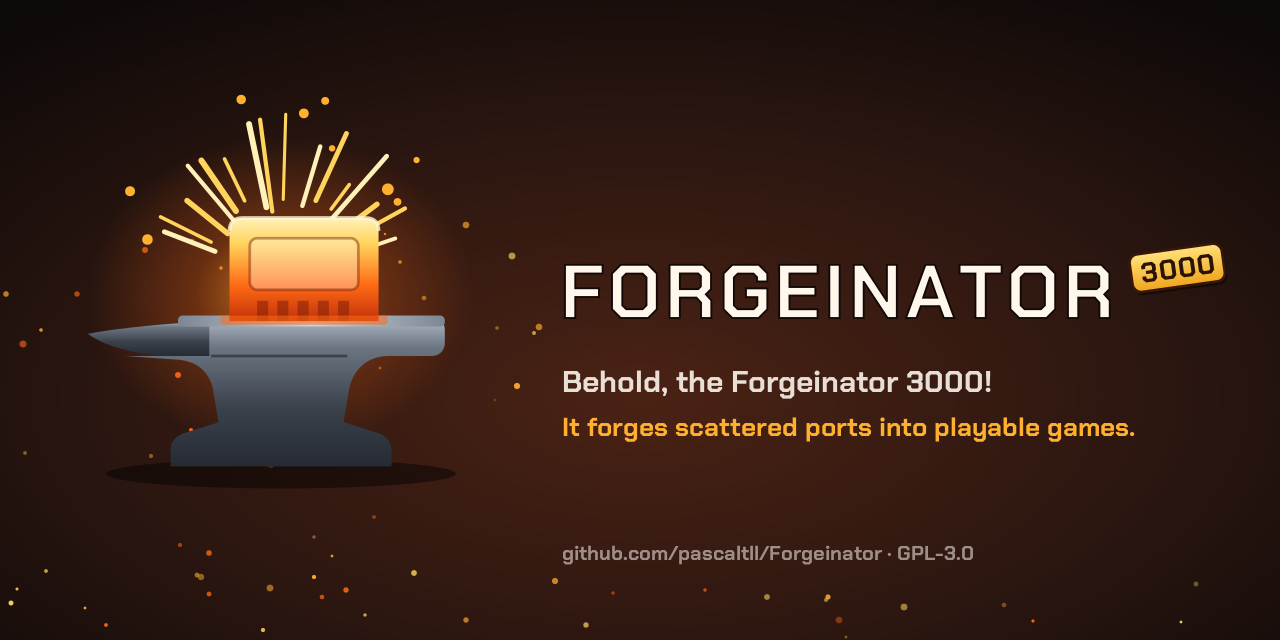 FORGEINATOR 3000
Behold, the Forgeinator 3000!
It forges scattered ports into playable games.
github.com/pascaltll/Forgeinator · GPL-3.0